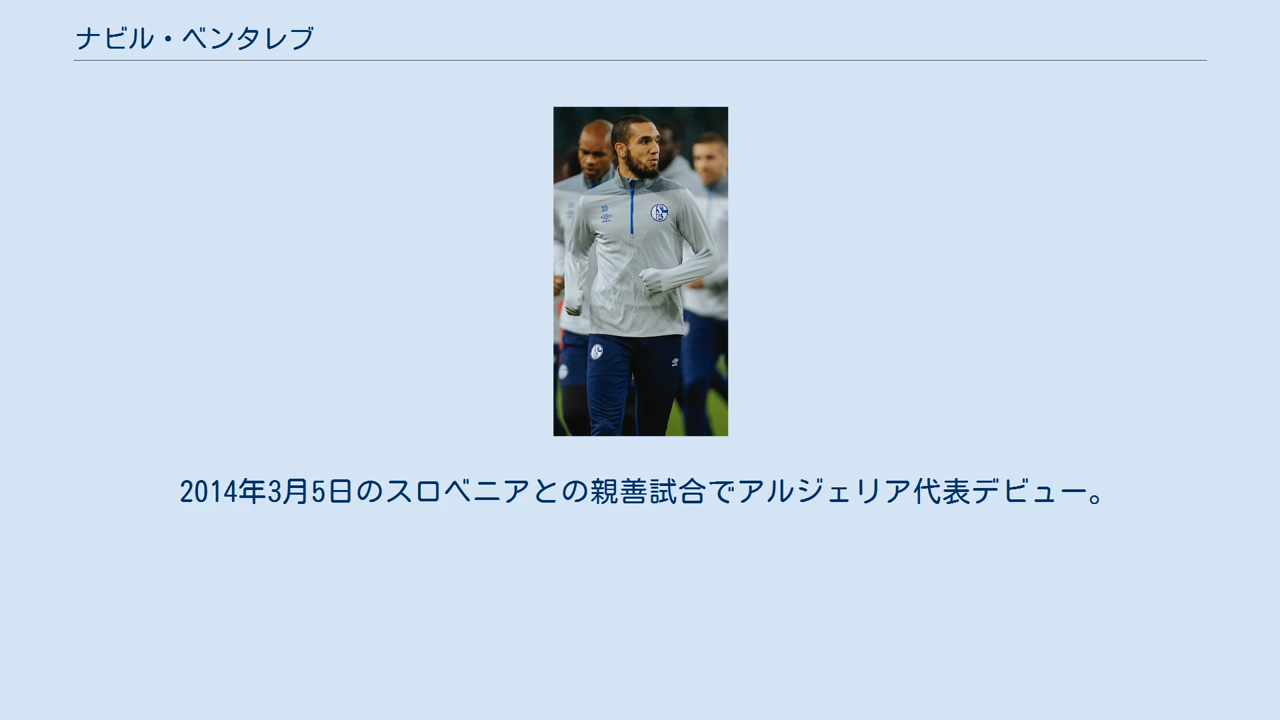 ナビル・ベンタレブ
10
2014年3月5日のスロベニアとの親善試合でアルジェリア代表デビュー。